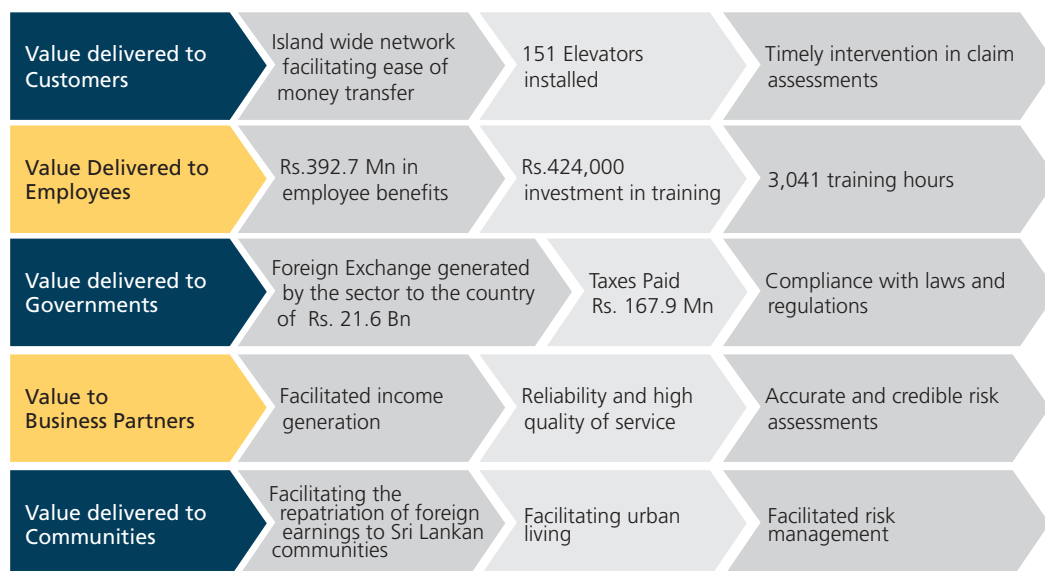 Value delivered to
Customers
Island wide network
facilitating ease of
money transfer
151 Elevators
installed
Timely intervention in claim
assessments
Value Delivered to
Employees
Rs.392.7 Mn in
employee benefits
Rs.424,000
investment in training
3,041 training hours
Value delivered to
Governments
Foreign Exchange generated
by the sector to the country
of Rs. 21.6 Bn
Taxes Paid
Rs. 167.9 Mn
Compliance with laws and
regulations
Value to
Business Partners
Facilitated income
generation
Reliability and high
quality of service
Accurate and credible risk
assessments
Value delivered to
Communities
Facilitating the
repatriation of foreign
earnings to Sri Lankan
communities
Facilitating urban
living
Facilitated risk
management